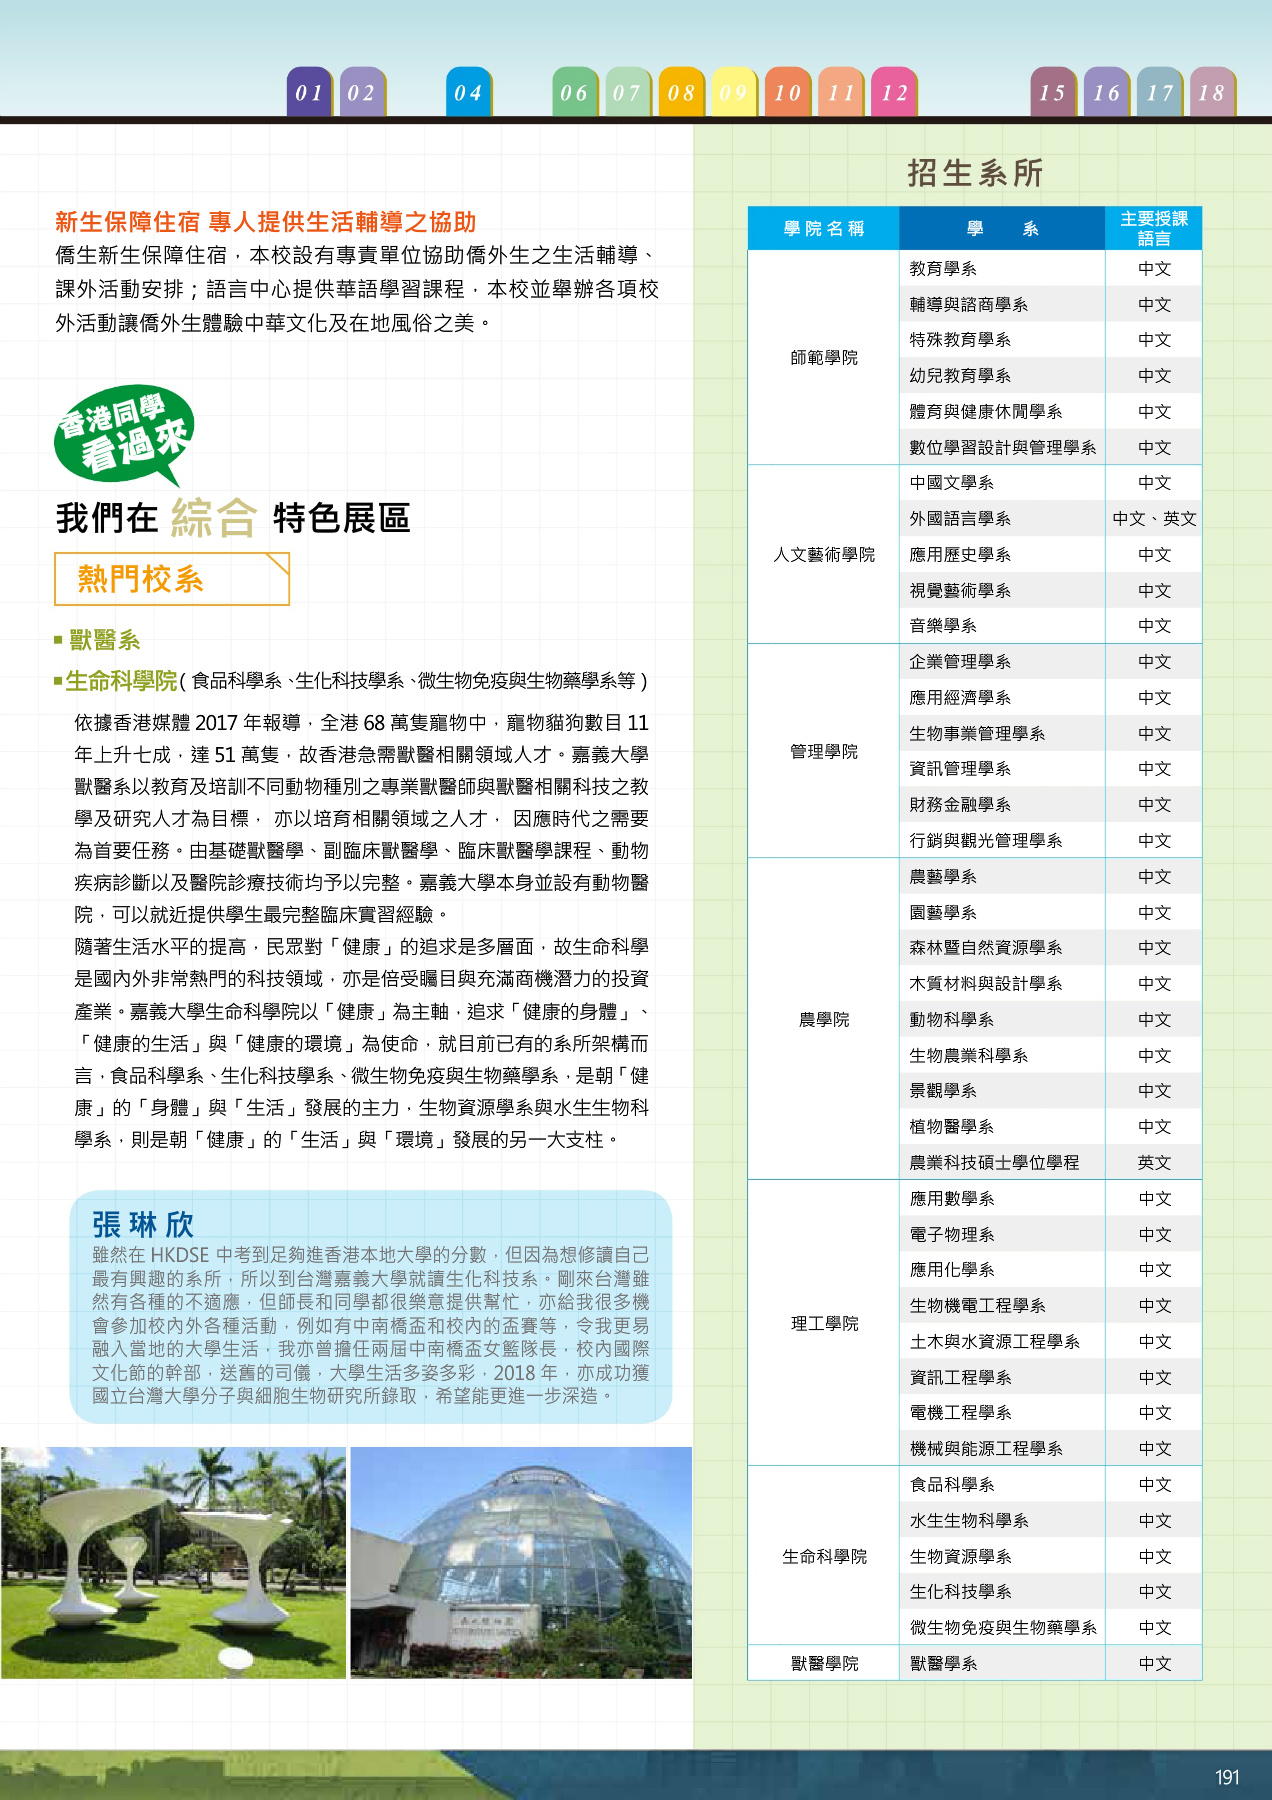 01 02 04 06 07 08 09 10 11 12 15 16 17 18
新生保障住宿 專人提供生活輔導之協助
僑生新生保障住宿，本校設有專責單位協助僑外生之生活輔導、
課外活動安排；語言中心提供華語學習課程，本校並舉辦各項校
外活動讓僑外生體驗中華文化及在地風俗之美。
香港同學
看過來
我們在 綜合 特色展區
熱門校系
▪ 獸醫系
▪生命科學院（食品科學系、生化科技學系、微生物免疫與生物藥學系等）
依據香港媒體 2017 年報導，全港 68 萬隻寵物中，寵物貓狗數目 11
年上升七成，達 51 萬隻，故香港急需獸醫相關領域人才。嘉義大學
獸醫系以教育及培訓不同動物種別之專業獸醫師與獸醫相關科技之教
學及研究人才為目標， 亦以培育相關領域之人才， 因應時代之需要
為首要任務。由基礎獸醫學、副臨床獸醫學、臨床獸醫學課程、動物
疾病診斷以及醫院診療技術均予以完整。嘉義大學本身並設有動物醫
院，可以就近提供學生最完整臨床實習經驗。
隨著生活水平的提高，民眾對「健康」的追求是多層面，故生命科學
是國內外非常熱門的科技領域，亦是倍受矚目與充滿商機潛力的投資
產業。嘉義大學生命科學院以「健康」為主軸，追求「健康的身體」、
「健康的生活」與「健康的環境」為使命，就目前已有的系所架構而
言，食品科學系、生化科技學系、微生物免疫與生物藥學系，是朝「健
康」的「身體」與「生活」發展的主力，生物資源學系與水生生物科
學系，則是朝「健康」的「生活」與「環境」發展的另一大支柱。
張琳欣
雖然在 HKDSE 中考到足夠進香港本地大學的分數，但因為想修讀自己
最有興趣的系所，所以到台灣嘉義大學就讀生化科技系。剛來台灣雖
然有各種的不適應，但師長和同學都很樂意提供幫忙，亦給我很多機
會參加校內外各種活動，例如有中南橋盃和校內的盃賽等，令我更易
融入當地的大學生活，我亦曾擔任兩屆中南橋盃女籃隊長，校內國際
文化節的幹部，送舊的司儀，大學生活多姿多彩，2018 年，亦成功獲
國立台灣大學分子與細胞生物研究所錄取，希望能更進一步深造。
招生系所
學院名稱 學 系 主要授課語言
師範學院
教育學系 中文
輔導與諮商學系 中文
特殊教育學系 中文
幼兒教育學系 中文
體育與健康休閒學系 中文
數位學習設計與管理學系 中文
人文藝術學院
中國文學系 中文
外國語言學系 中文、英文
應用歷史學系 中文
視覺藝術學系 中文
音樂學系 中文
管理學院
企業管理學系 中文
應用經濟學系 中文
生物事業管理學系 中文
資訊管理學系 中文
財務金融學系 中文
行銷與觀光管理學系 中文
農學院
農藝學系 中文
園藝學系 中文
森林暨自然資源學系 中文
木質材料與設計學系 中文
動物科學系 中文
生物農業科學系 中文
景觀學系 中文
植物醫學系 中文
農業科技碩士學位學程 英文
理工學院
應用數學系 中文
電子物理系 中文
應用化學系 中文
生物機電工程學系 中文
土木與水資源工程學系 中文
資訊工程學系 中文
電機工程學系 中文
機械與能源工程學系 中文
生命科學院
食品科學系 中文
水生生物科學系 中文
生物資源學系 中文
生化科技學系 中文
微生物免疫與生物藥學系 中文
獸醫學院
獸醫學系 中文
191